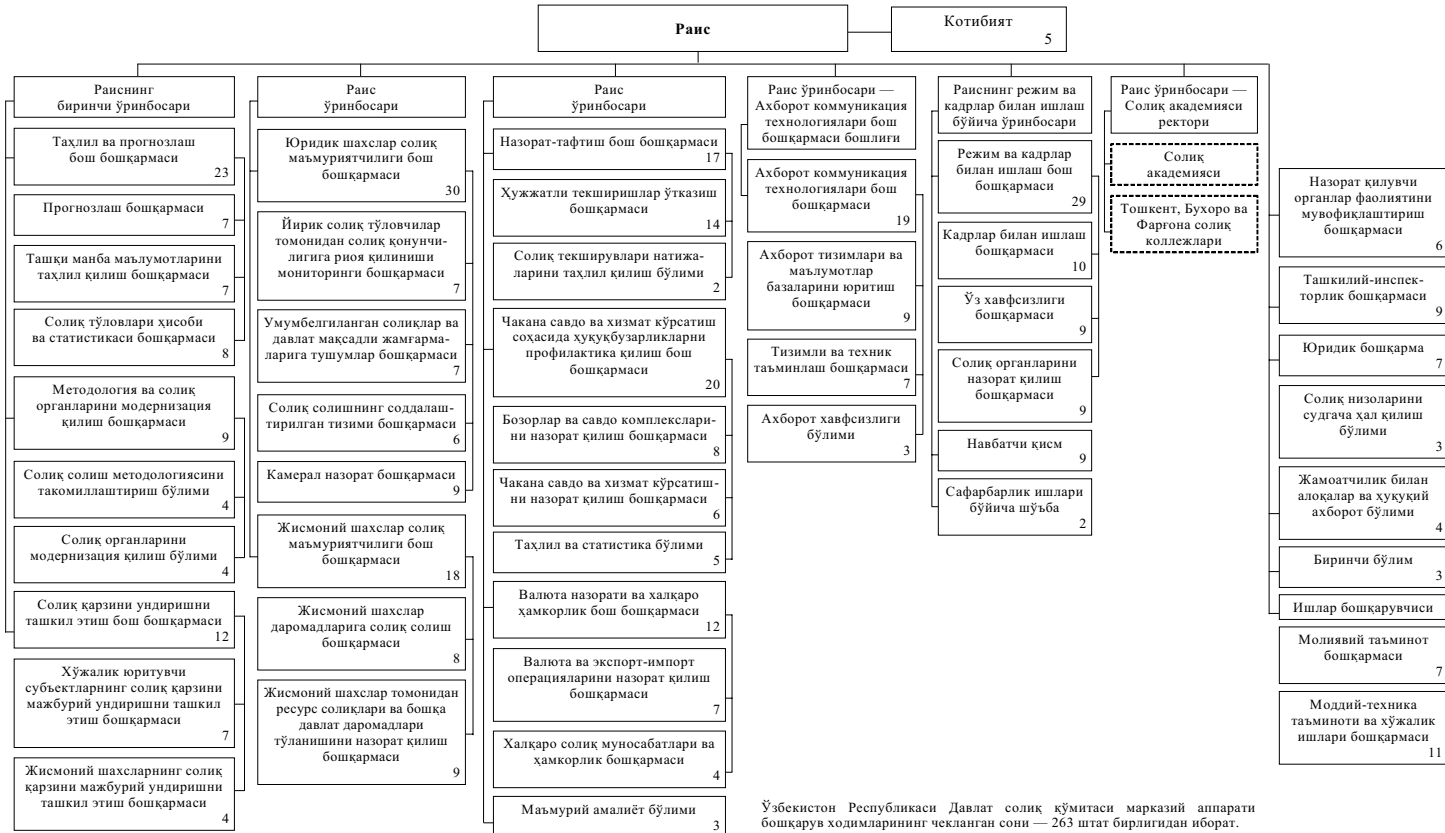 Раис
Котибият
5
Раиснинг
биринчи ўринбосари
Таҳлил ва прогнозлаш
бош бошқармаси
23
Прогнозлаш бошқармаси
7
Ташқи манба маълумотларини
таҳлил қилиш бошқармаси
7
Солиқ тўловлари ҳисоби
ва статистикаси бошқармаси
8
Методология ва солиқ
органларини модернизация
қилиш бошқармаси
9
Солиқ солиш методологиясини
такомиллаштириш бўлими
4
Солиқ органларини
модернизация қилиш бўлими
4
Солиқ қарзини ундиришни
ташкил этиш бош бошқармаси
12
Хўжалик юритувчи
субъектларнинг солиқ қарзини
мажбурий ундиришни ташкил
этиш бошқармаси
7
Жисмоний шахсларнинг солиқ
қарзини мажбурий ундиришни
ташкил этиш бошқармаси
4
Раис
ўринбосари
Юридик шахслар солиқ
маъмуриятчилиги бош
бошқармаси
30
Йирик солиқ тўловчилар
томонидан солиқ қонунчи-
лигига риоя қилиниши
мониторинги бошқармаси
7
Умумбелгиланган солиқлар ва
давлат мақсадли жамғарма-
ларига тушумлар бошқармаси
7
Солиқ солишнинг соддалаш-
тирилган тизими бошқармаси
6
Камерал назорат бошқармаси
9
Жисмоний шахслар солиқ
маъмуриятчилиги бош
бошқармаси
18
Жисмоний шахслар
даромадларига солиқ солиш
бошқармаси
8
Жисмоний шахслар томонидан
ресурс солиқлари ва бошқа
давлат даромадлари
тўланишини назорат қилиш
бошқармаси
9
Раис
ўринбосари
Назорат-тафтиш бош бошқармаси
17
Ҳужжатли текширишлар ўтказиш
бошқармаси
14
Солиқ текширувлари натижа-
ларини таҳлил қилиш бўлими
2
Чакана савдо ва хизмат кўрсатиш
соҳасида ҳуқуқбузарликларни
профилактика қилиш бош
бошқармаси
20
Бозорлар ва савдо комплекслари-
ни назорат қилиш бошқармаси
8
Чакана савдо ва хизмат кўрсатиш-
ни назорат қилиш бошқармаси
6
Таҳлил ва статистика бўлими
5
Валюта назорати ва халқаро
ҳамкорлик бош бошқармаси
12
Валюта ва экспорт-импорт
операцияларини назорат қилиш
бошқармаси
7
Халқаро солиқ муносабатлари ва
ҳамкорлик бошқармаси
4
Маъмурий амалиёт бўлими
3
Раис ўринбосари —
Ахборот коммуникация
технологиялари бош
бошқармаси бошлиғи
Ахборот коммуникация
технологиялари бош
бошқармаси
19
Ахборот тизимлари ва
маълумотлар
базаларини юритиш
бошқармаси
9
Тизимли ва техник
таъминлаш бошқармаси
7
Ахборот хавфсизлиги
бўлими
3
Раиснинг режим ва
кадрлар билан ишлаш
бўйича ўринбосари
Режим ва кадрлар
билан ишлаш бош
бошқармаси
29
Кадрлар билан ишлаш
бошқармаси
10
Ўз хавфсизлиги
бошқармаси
9
Солиқ органларини
назорат қилиш
бошқармаси
9
Навбатчи қисм
9
Сафарбарлик ишлари
бўйича шўъба
2
Раис ўринбосари —
Солиқ академияси
ректори
Солиқ
академияси
Тошкент, Бухоро ва
Фарғона солиқ
коллежлари
Назорат қилувчи
органлар фаолиятини
мувофиқлаштириш
бошқармаси
6
Ташкилий-инспек-
торлик бошқармаси
9
Юридик бошқарма
7
Солиқ низоларини
судгача ҳал қилиш
бўлими
3
Жамоатчилик билан
алоқалар ва ҳуқуқий
ахборот бўлими
4
Биринчи бўлим
3
Ишлар бошқарувчиси
Молиявий таъминот
бошқармаси
7
Моддий-техника
таъминоти ва хўжалик
ишлари бошқармаси
11
Ўзбекистон Республикаси Давлат солиқ қўмитаси марказий аппарати
бошқарув ходимларининг чекланган сони — 263 штат бирлигидан иборат.